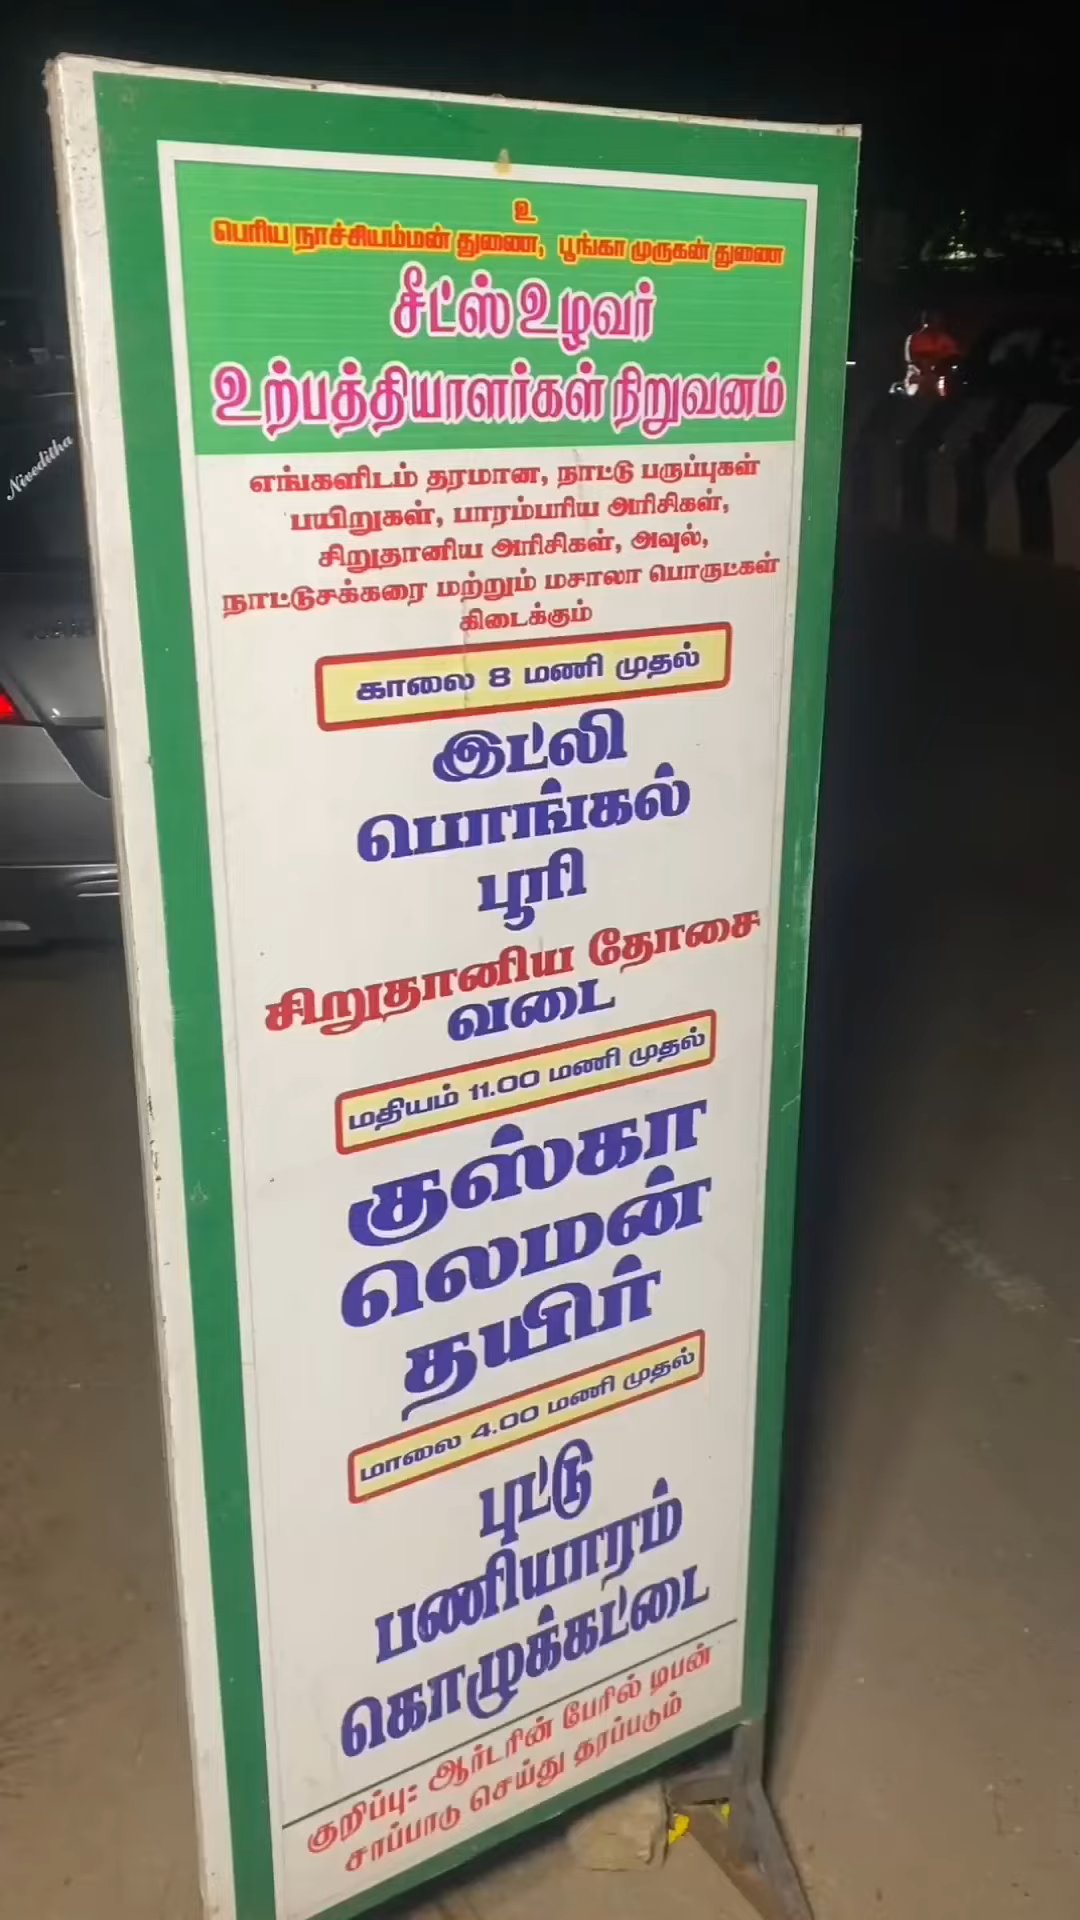 உ
பெரிய நாச்சியம்மன் துணை, பூங்கா முருகன் துணை
சீட்ஸ் உழவர்
உற்பத்தியாளர்கள் நிறுவனம்
எங்களிடம் தரமான, நாட்டு பருப்புகள்
பயிறுகள், பாரம்பரிய அரிசிகள்,
சிறுதானிய அரிசிகள், அவுல்,
நாட்டுசக்கரை மற்றும் மசாலா பொருட்கள்
கிடைக்கும்
காலை 8 மணி முதல்
இட்லி
பொங்கல்
பூரி
சிறுதானிய தோசை
வடை
மதியம் 11.00 மணி முதல்
குஸ்கா
லெமன்
தயிர்
மாலை 4.00 மணி முதல்
புட்டு
பணியாரம்
கொழுக்கட்டை
குறிப்பு: ஆர்டரின் பேரில் டிபன்
சாப்பாடு செய்து தரப்படும்
Niveditha